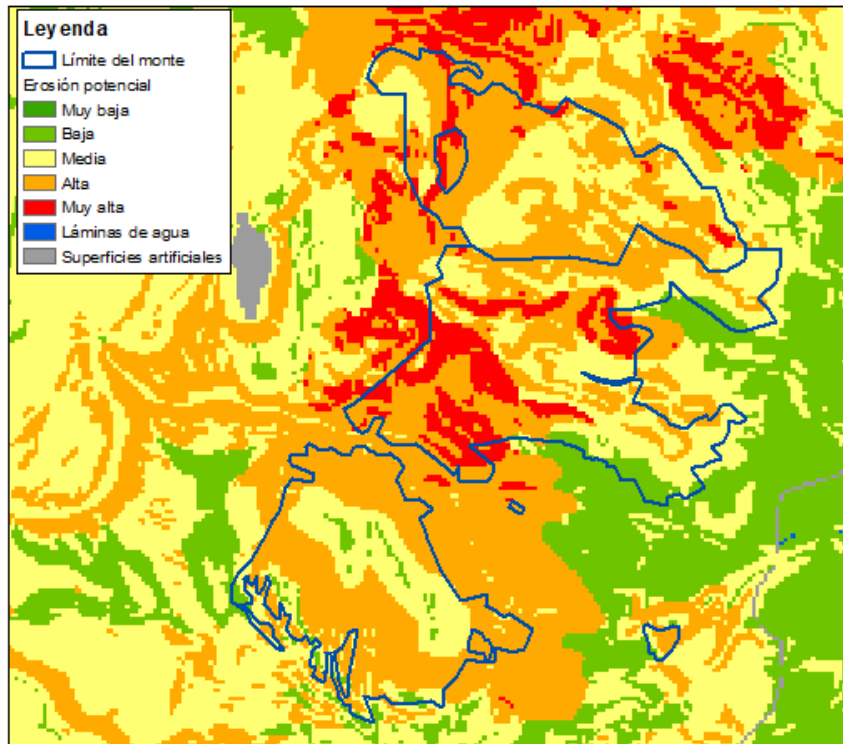 Leyenda
Límite del monte
Erosión potencial
Muy baja
Baja
Media
Alta
Muy alta
Láminas de agua
Superficies artificiales